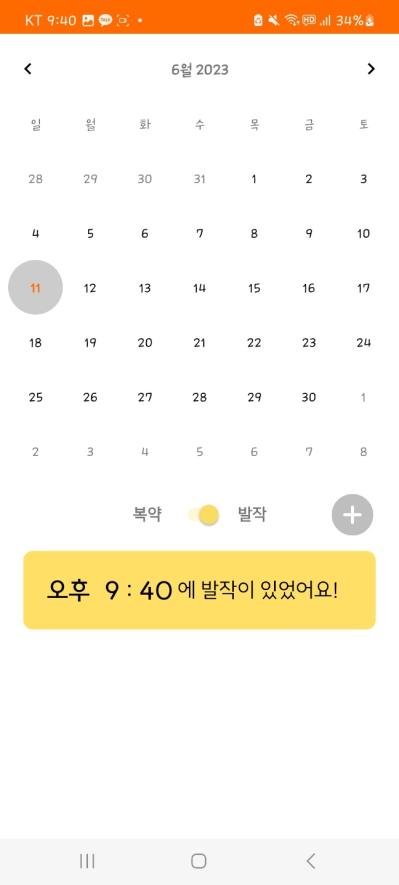 KT 9:40 34%
6월 2023
일 월 화 수 목 금 토
28 29 30 31 1 2 3
4 5 6 7 8 9 10
11 12 13 14 15 16 17
18 19 20 21 22 23 24
25 26 27 28 29 30 1
2 3 4 5 6 7 8
복약 발작
오후 9 : 40 에 발작이 있었어요!